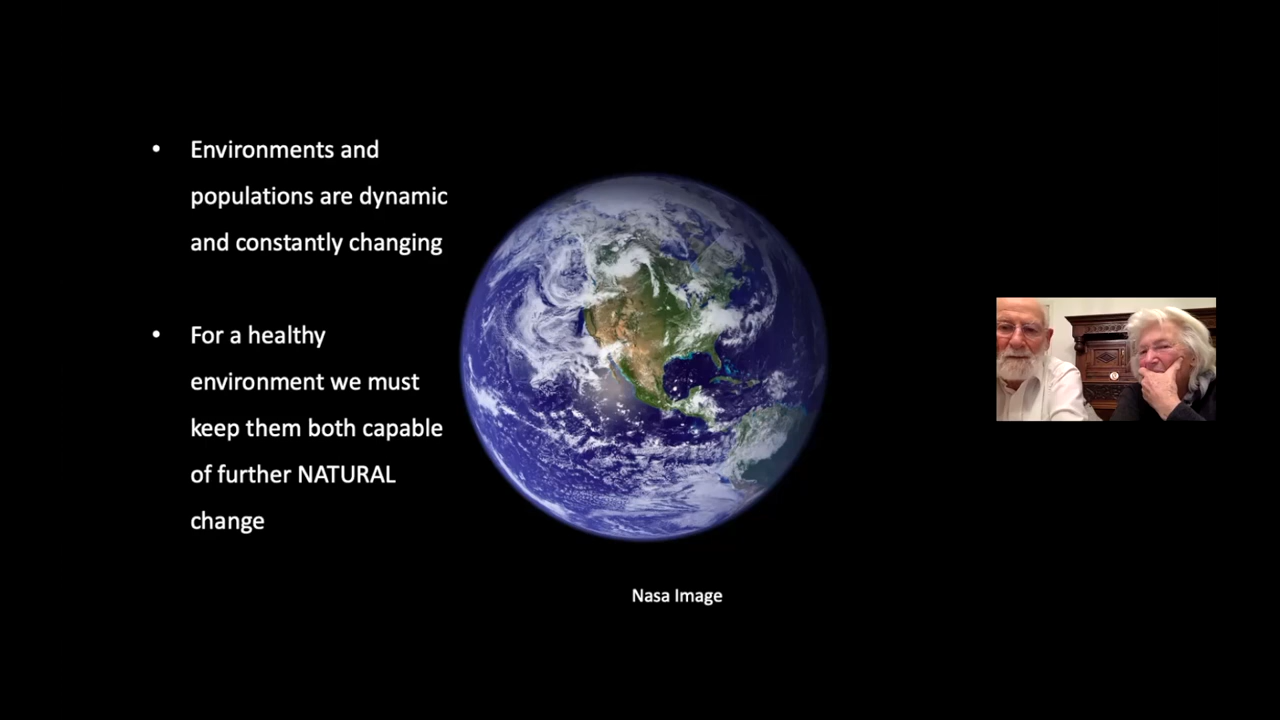 • Environments and
populations are dynamic
and constantly changing
• For a healthy
environment we must
keep them both capable
of further NATURAL
change
Nasa Image